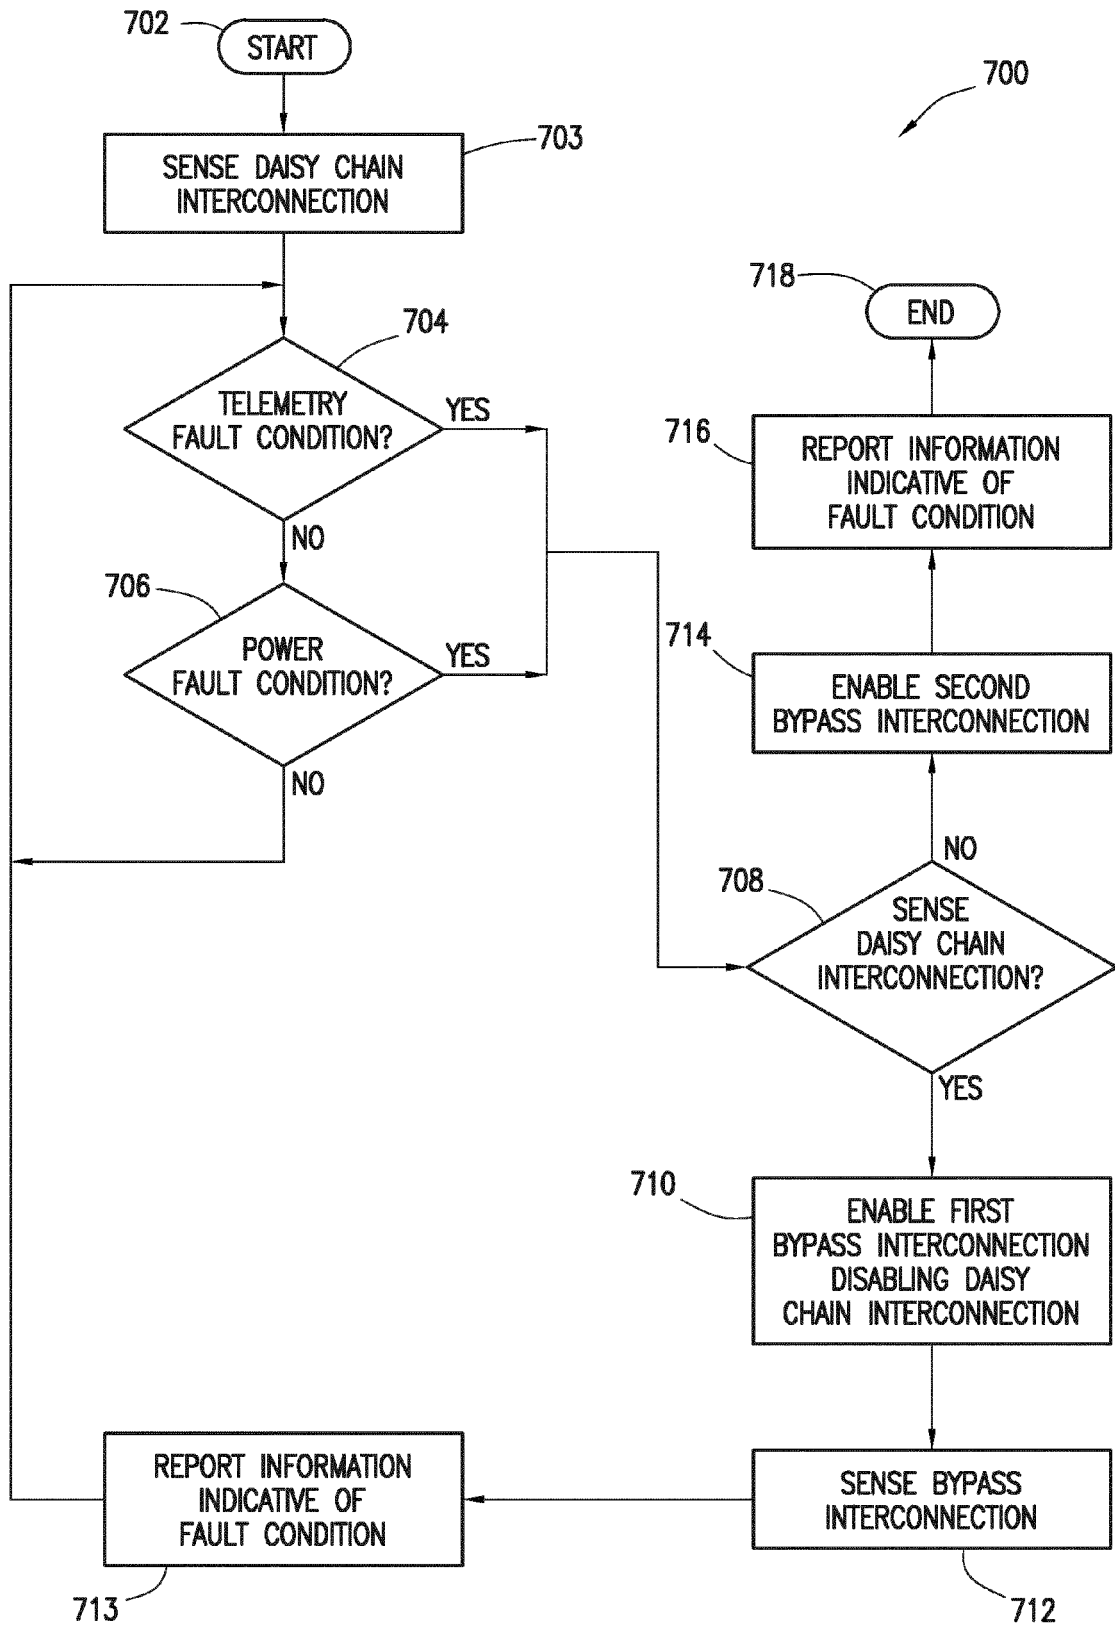 702
START
700
703
SENSE DAISY CHAIN
INTERCONNECTION
704
TELEMETRY
FAULT CONDITION?
YES
NO
706
POWER
FAULT CONDITION?
YES
NO
718
END
716
REPORT INFORMATION
INDICATIVE OF
FAULT CONDITION
714
ENABLE SECOND
BYPASS INTERCONNECTION
NO
708
SENSE
DAISY CHAIN
INTERCONNECTION?
YES
710
ENABLE FIRST
BYPASS INTERCONNECTION
DISABLING DAISY
CHAIN INTERCONNECTION
SENSE BYPASS
INTERCONNECTION
712
REPORT INFORMATION
INDICATIVE OF
FAULT CONDITION
713